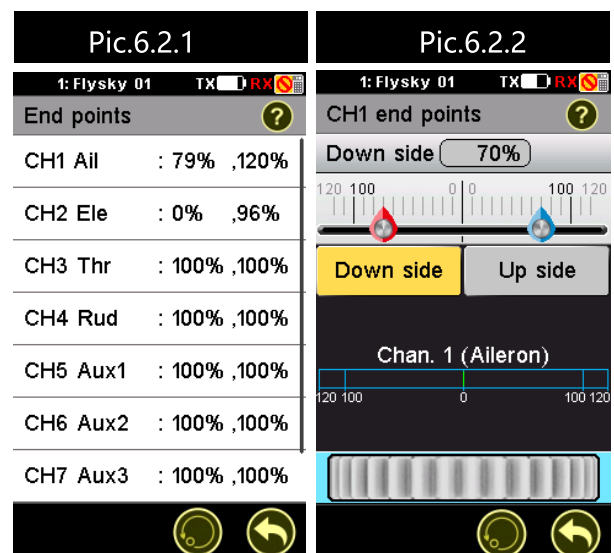 Pic.6.2.1
1: Flysky 01 TX RX
End points ?
CH1 Ail : 79% ,120%
CH2 Ele : 0% ,96%
CH3 Thr : 100% ,100%
CH4 Rud : 100% ,100%
CH5 Aux1 : 100% ,100%
CH6 Aux2 : 100% ,100%
CH7 Aux3 : 100% ,100%
Pic.6.2.2
1: Flysky 01 TX RX
CH1 end points ?
Down side 70%
120 100 0 0 100 120
Down side Up side
Chan. 1 (Aileron)
120 100 0 100 120